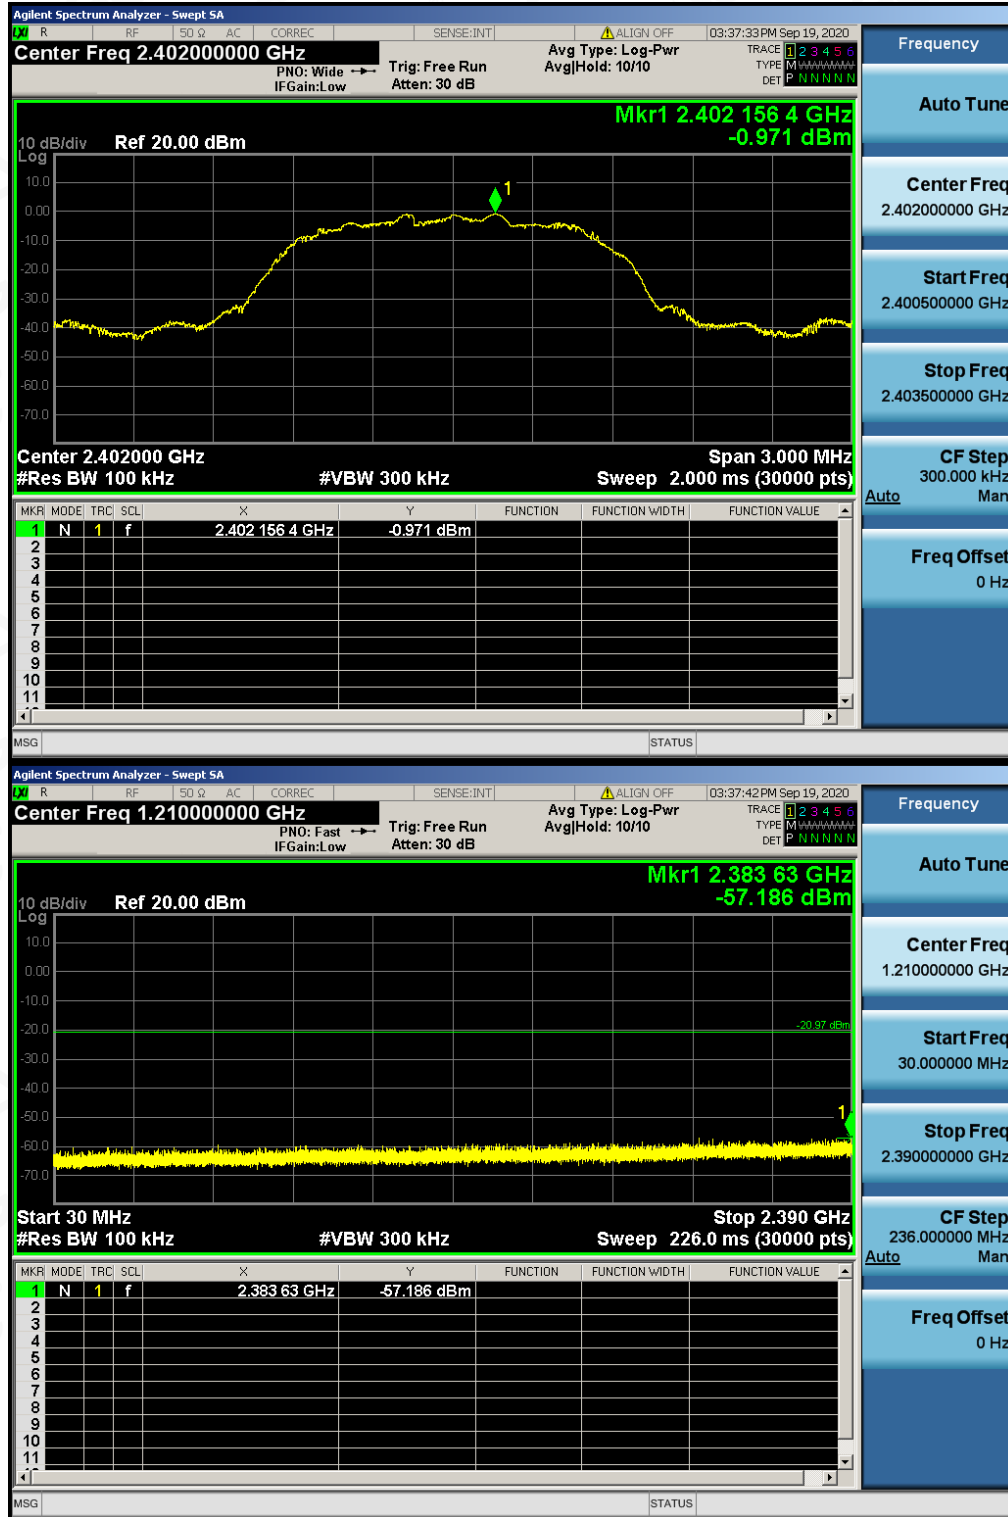 Agilent Spectrum Analyzer - Swept SA
LXI R RF 50 Ω AC CORREC SENSE:INT ALIGN OFF 03:37:33 PM Sep 19, 2020
Center Freq 2.402000000 GHz
PNO: Wide Trig: Free Run
IFGain:Low Atten: 30 dB
Avg Type: Log-Pwr
Avg|Hold: 10/10
TRACE 1 2 3 4 5 6
TYPE M
DET P N N N N N
Mkr1 2.402 156 4 GHz
-0.971 dBm
10 dB/div Ref 20.00 dBm
Log
10.0
0.00
-10.0
-20.0
-30.0
-40.0
-50.0
-60.0
-70.0
1
Center 2.402000 GHz Span 3.000 MHz
#Res BW 100 kHz #VBW 300 kHz Sweep 2.000 ms (30000 pts)
MKR MODE TRC SCL X Y FUNCTION FUNCTION WIDTH FUNCTION VALUE
1 N 1 f 2.402 156 4 GHz -0.971 dBm
2
3
4
5
6
7
8
9
10
11
MSG STATUS
Frequency
Auto Tune
Center Freq
2.402000000 GHz
Start Freq
2.400500000 GHz
Stop Freq
2.403500000 GHz
CF Step
300.000 kHz
Auto Man
Freq Offset
0 Hz
Agilent Spectrum Analyzer - Swept SA
LXI R RF 50 Ω AC CORREC SENSE:INT ALIGN OFF 03:37:42 PM Sep 19, 2020
Center Freq 1.210000000 GHz
PNO: Fast Trig: Free Run
IFGain:Low Atten: 30 dB
Avg Type: Log-Pwr
Avg|Hold: 10/10
TRACE 1 2 3 4 5 6
TYPE M
DET P N N N N N
Mkr1 2.383 63 GHz
-57.186 dBm
10 dB/div Ref 20.00 dBm
Log
10.0
0.00
-10.0
-20.0
-30.0
-40.0
-50.0
-60.0
-70.0
-20.97 dBm
1
Start 30 MHz Stop 2.390 GHz
#Res BW 100 kHz #VBW 300 kHz Sweep 226.0 ms (30000 pts)
MKR MODE TRC SCL X Y FUNCTION FUNCTION WIDTH FUNCTION VALUE
1 N 1 f 2.383 63 GHz -57.186 dBm
2
3
4
5
6
7
8
9
10
11
MSG STATUS
Frequency
Auto Tune
Center Freq
1.210000000 GHz
Start Freq
30.000000 MHz
Stop Freq
2.390000000 GHz
CF Step
236.000000 MHz
Auto Man
Freq Offset
0 Hz